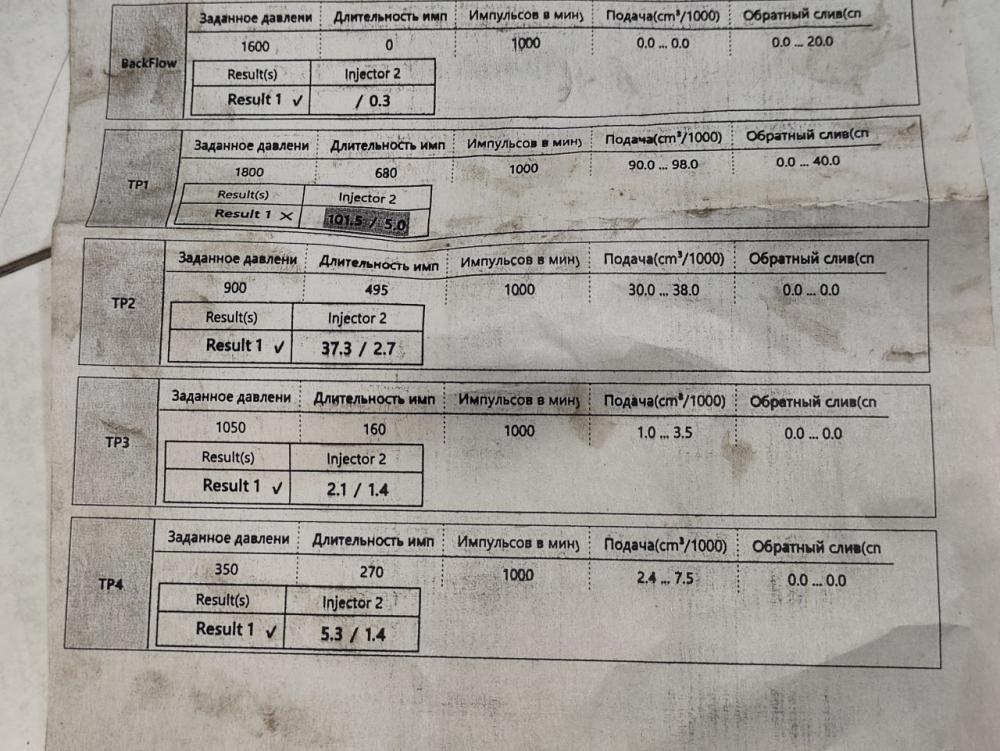 Заданное давлени Длительность имп Импульсов в мин Подача(cm³/1000) Обратный слив(сп
BackFlow 1600 0 1000 0.0 ... 0.0 0.0 ... 20.0
Result(s) Injector 2
Result 1 ✓ / 0.3
Заданное давлени Длительность имп Импульсов в мин Подача(cm³/1000) Обратный слив(сп
TP1 1800 680 1000 90.0 ... 98.0 0.0 ... 40.0
Result(s) Injector 2
Result 1 ✕ 101.5 / 5.0
Заданное давлени Длительность имп Импульсов в мин Подача(cm³/1000) Обратный слив(сп
TP2 900 495 1000 30.0 ... 38.0 0.0 ... 0.0
Result(s) Injector 2
Result 1 ✓ 37.3 / 2.7
Заданное давлени Длительность имп Импульсов в мин Подача(cm³/1000) Обратный слив(сп
TP3 1050 160 1000 1.0 ... 3.5 0.0 ... 0.0
Result(s) Injector 2
Result 1 ✓ 2.1 / 1.4
Заданное давлени Длительность имп Импульсов в мин Подача(cm³/1000) Обратный слив(сп
TP4 350 270 1000 2.4 ... 7.5 0.0 ... 0.0
Result(s) Injector 2
Result 1 ✓ 5.3 / 1.4